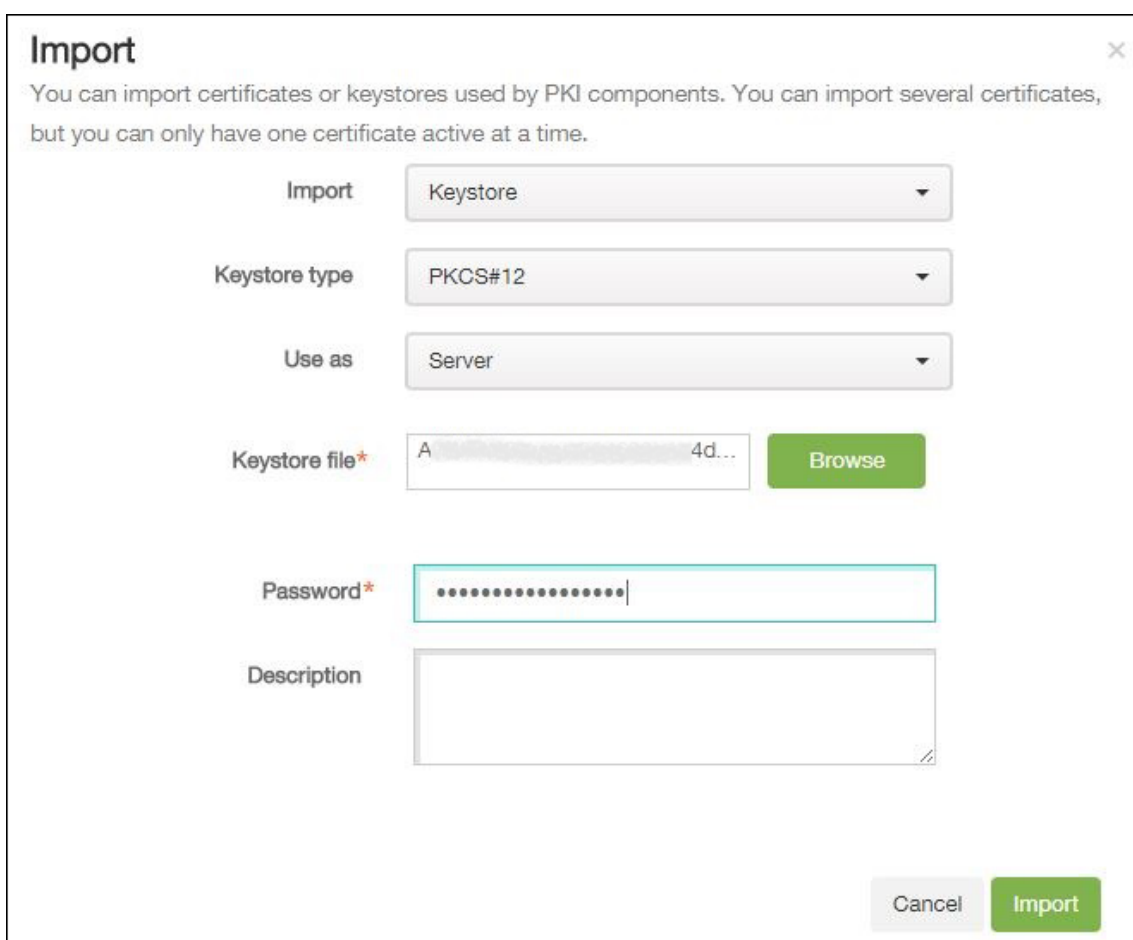 Import
×
You can import certificates or keystores used by PKI components. You can import several certificates,
but you can only have one certificate active at a time.
Import Keystore
Keystore type PKCS#12
Use as Server
Keystore file* A 4d... Browse
Password* •••••••••••••••••
Description
Cancel Import